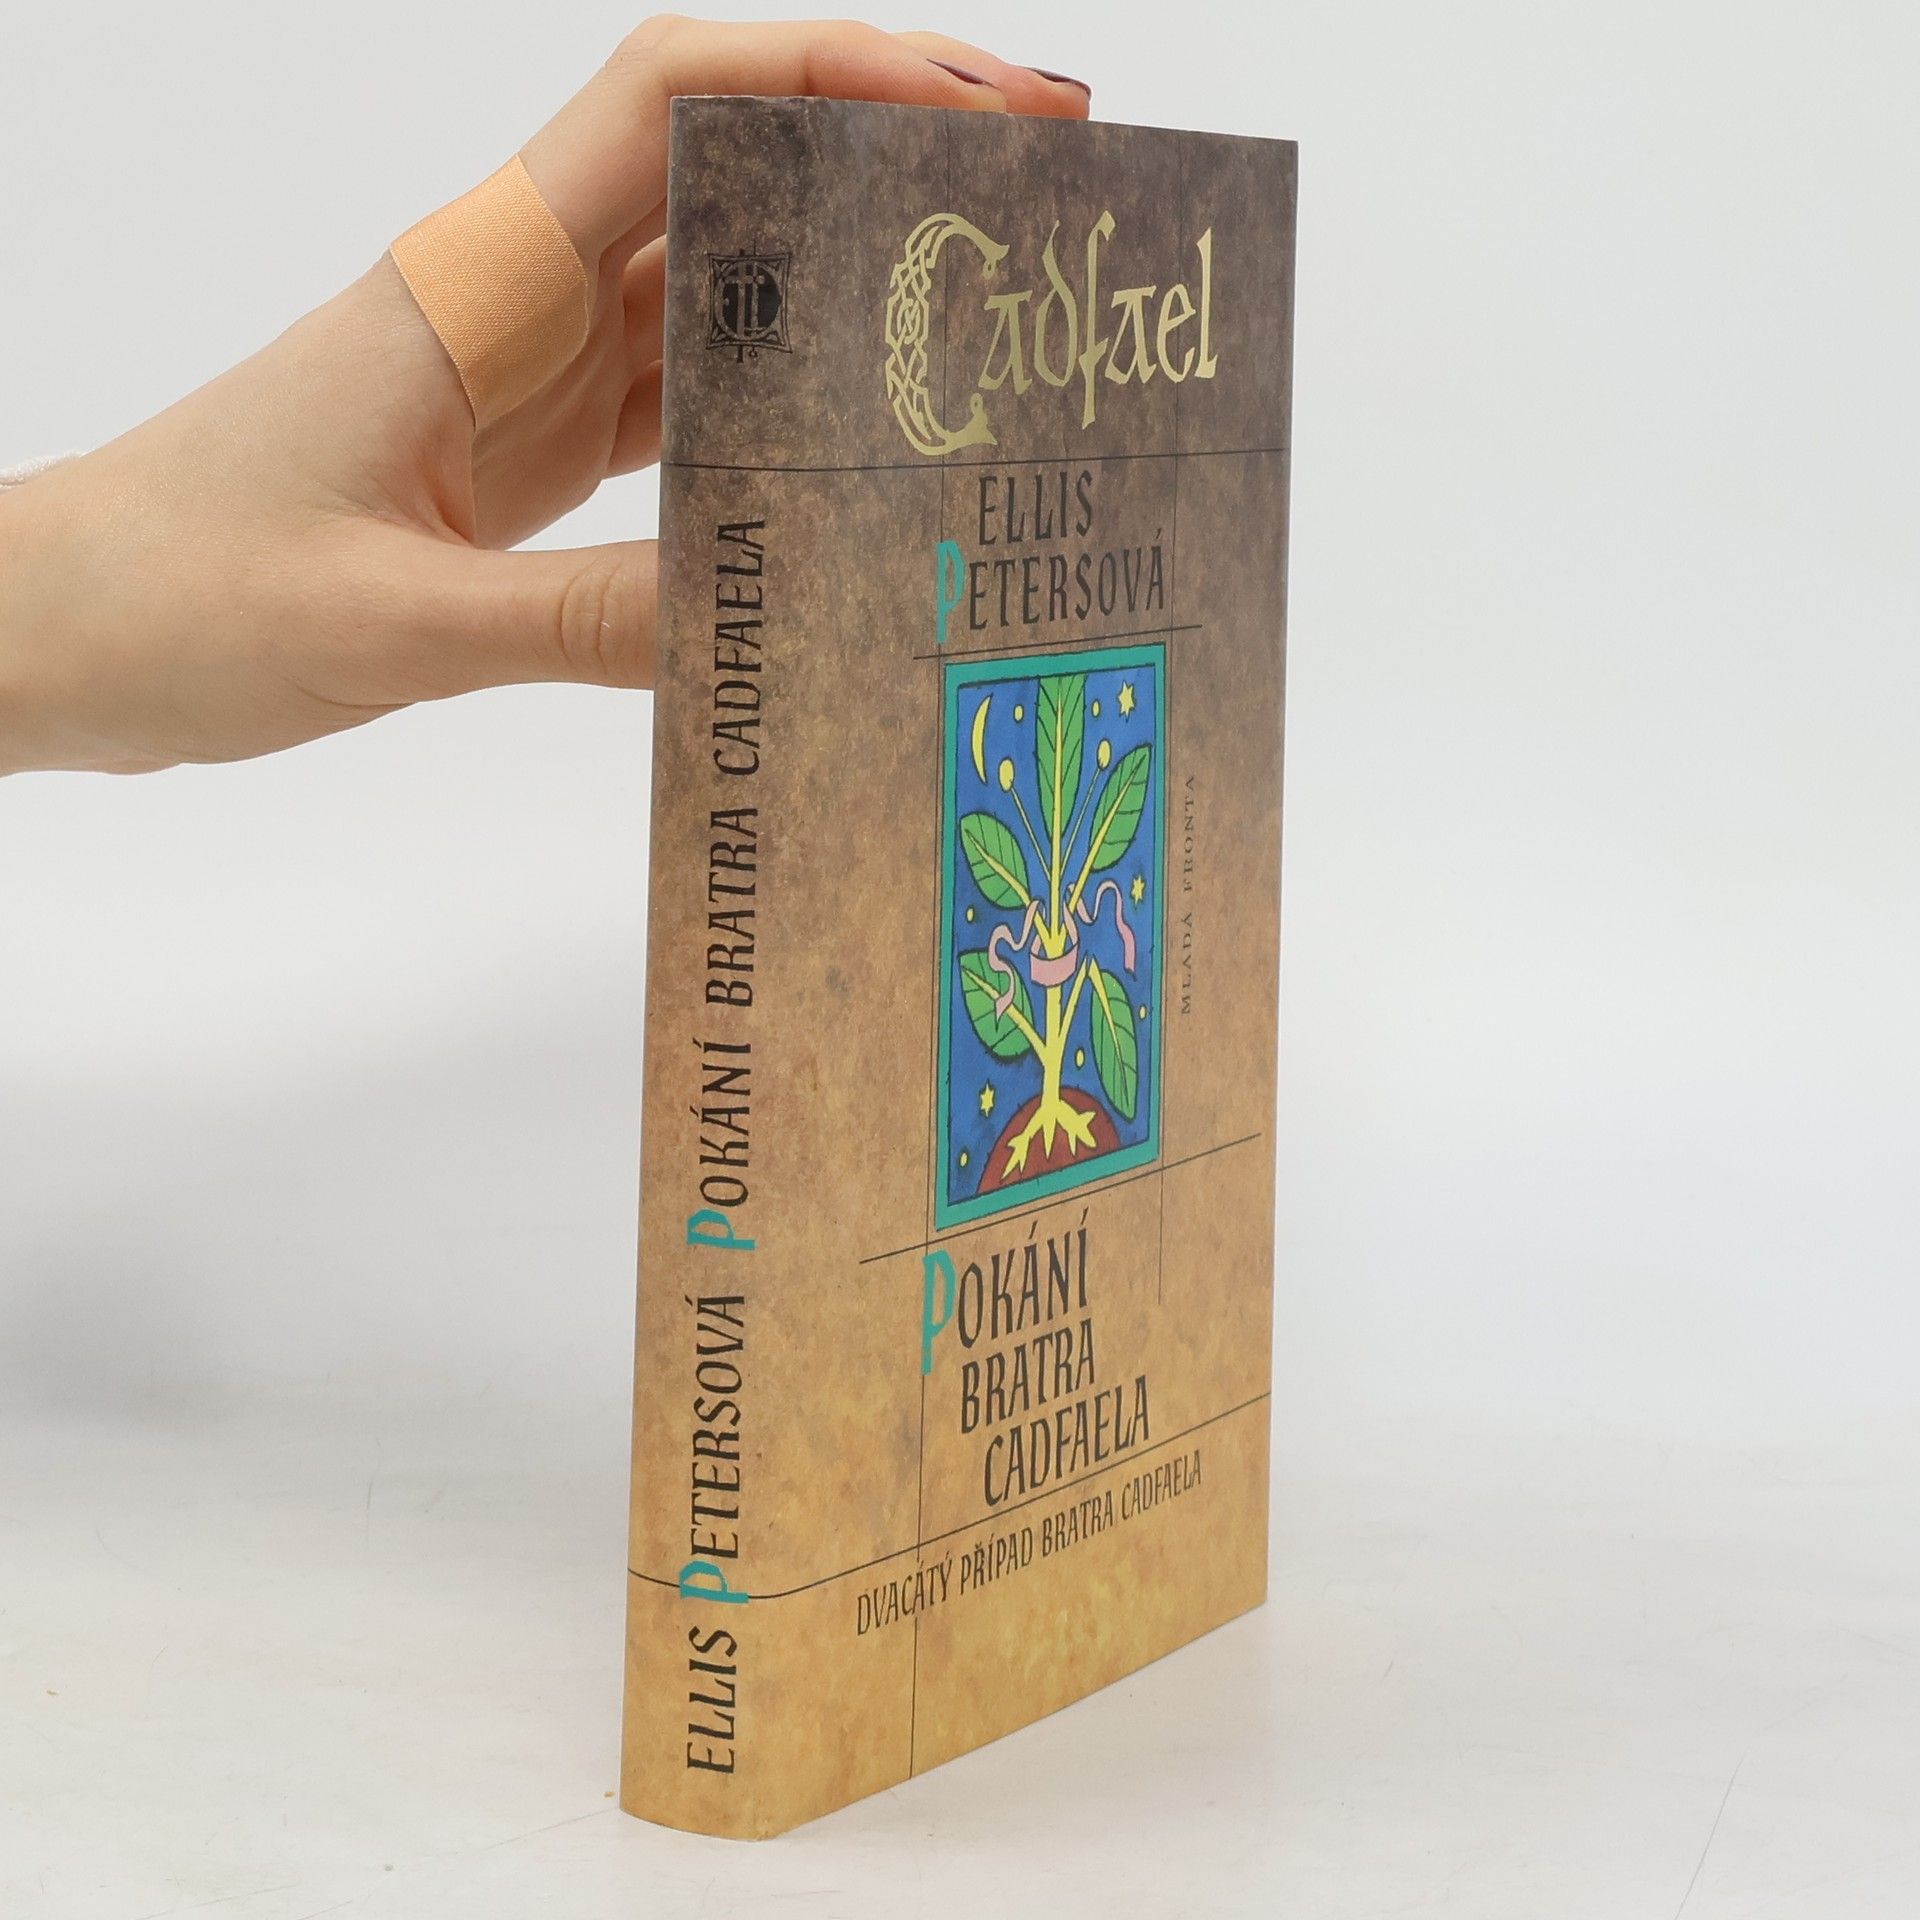 Cadfael
ELLIS
PETERSOVÁ
MLADÁ FRONTA
POKÁNÍ
BRATRA
CADFAELA
DVACÁTÝ PŘÍPAD BRATRA CADFAELA
ELLIS PETERSOVÁ POKÁNÍ BRATRA CADFAELA